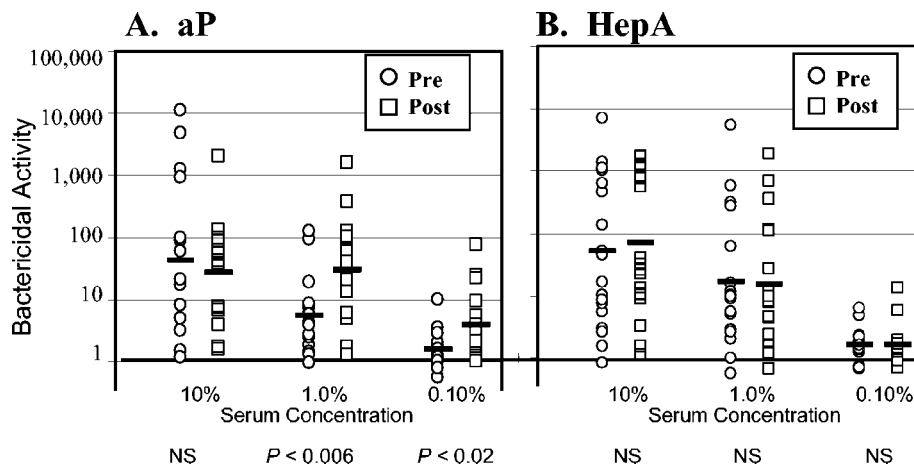 A. aP
B. HepA
Pre
Post
Pre
Post
Bactericidal Activity
100,000
10,000
1,000
100
10
1
10%
1.0%
0.10%
10%
1.0%
0.10%
Serum Concentration
Serum Concentration
NS
P < 0.006
P < 0.02
NS
NS
NS